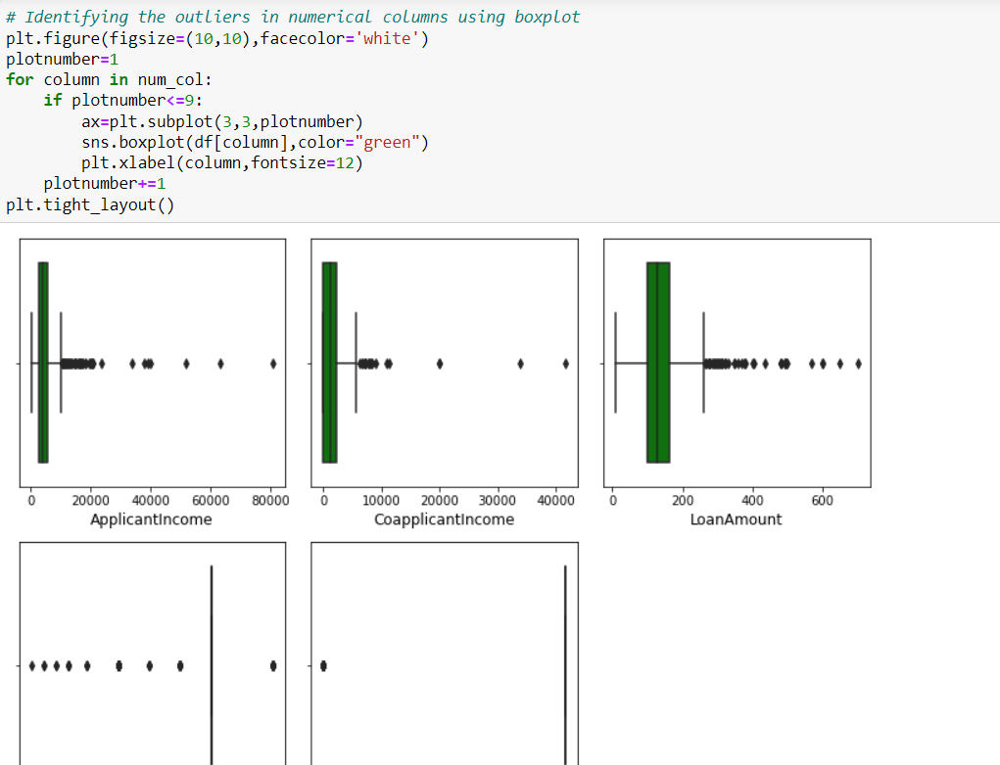 # Identifying the outliers in numerical columns using boxplot
plt.figure(figsize=(10,10),facecolor='white')
plotnumber=1
for column in num_col:
    if plotnumber<=9:
        ax=plt.subplot(3,3,plotnumber)
        sns.boxplot(df[column],color="green")
        plt.xlabel(column,fontsize=12)
    plotnumber+=1
plt.tight_layout()
0 20000 40000 60000 80000
ApplicantIncome
0 10000 20000 30000 40000
CoapplicantIncome
0 200 400 600
LoanAmount